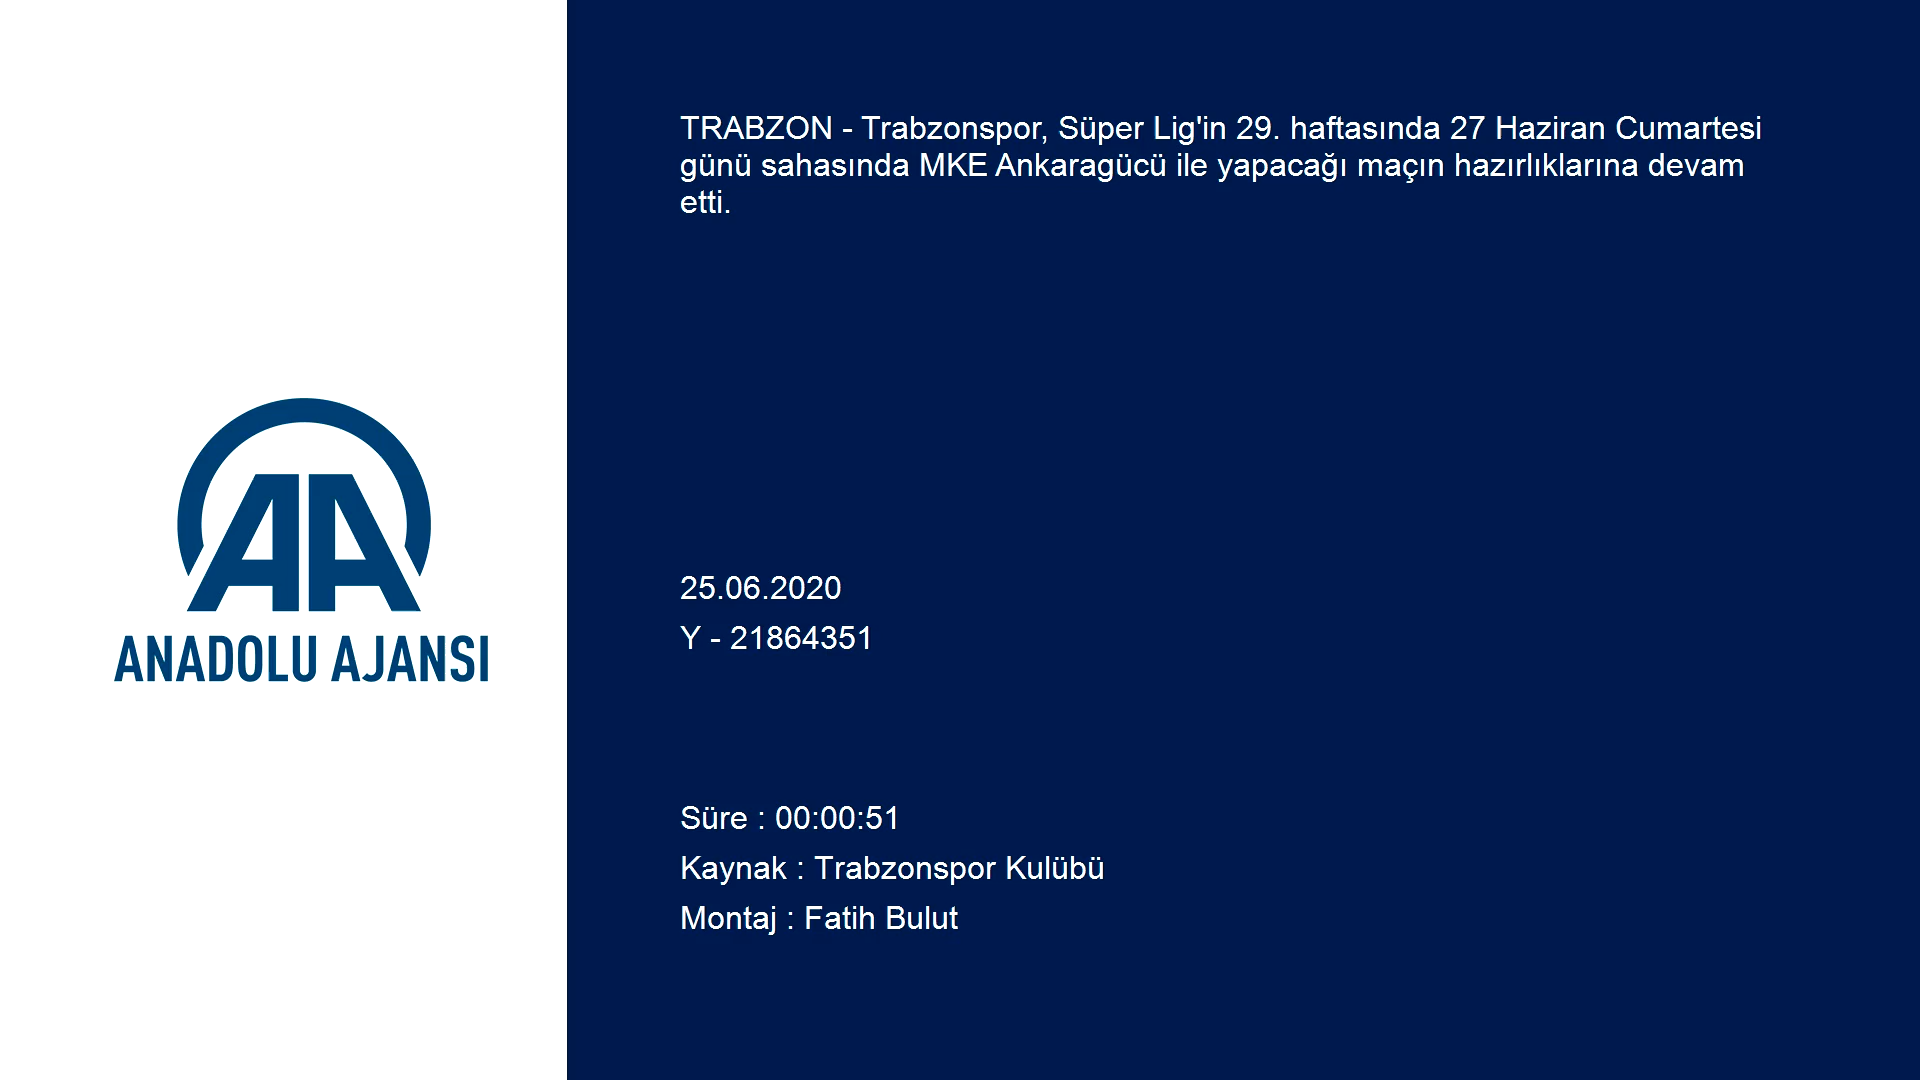 TRABZON - Trabzonspor, Süper Lig'in 29. haftasında 27 Haziran Cumartesi
günü sahasında MKE Ankaragücü ile yapacağı maçın hazırlıklarına devam
etti.
AA
ANADOLU AJANSI
25.06.2020
Y - 21864351
Süre : 00:00:51
Kaynak : Trabzonspor Kulübü
Montaj : Fatih Bulut